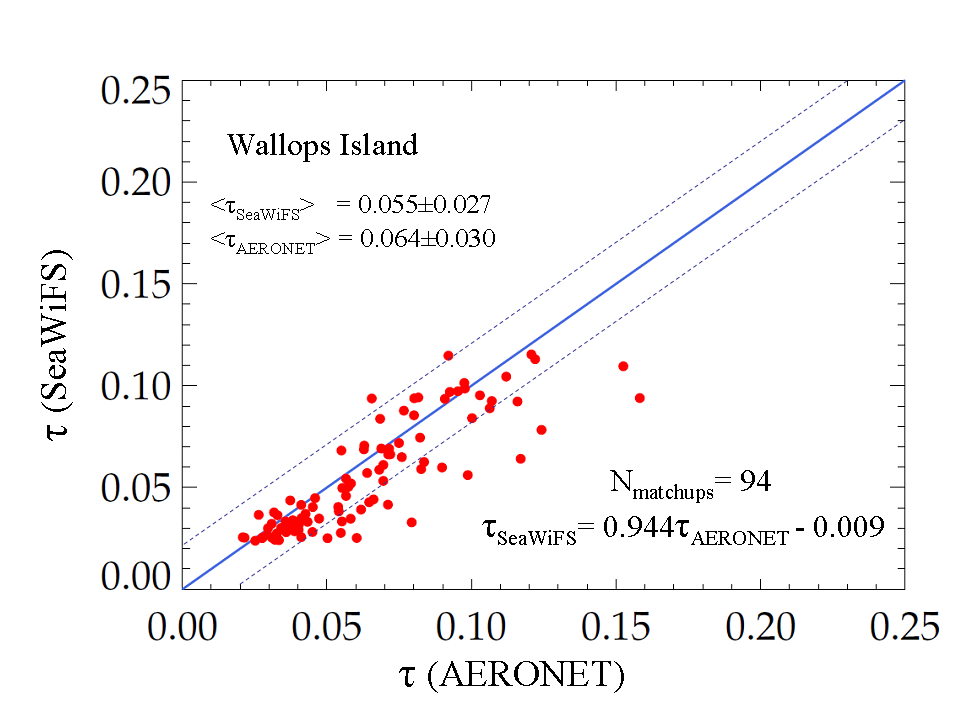 0.25
Wallops Island
0.20
<τSeaWiFS> = 0.055±0.027
<τAERONET> = 0.064±0.030
0.15
τ (SeaWiFS)
0.10
0.05
Nmatchups= 94
τSeaWiFS= 0.944τAERONET - 0.009
0.00
0.00 0.05 0.10 0.15 0.20 0.25
τ (AERONET)